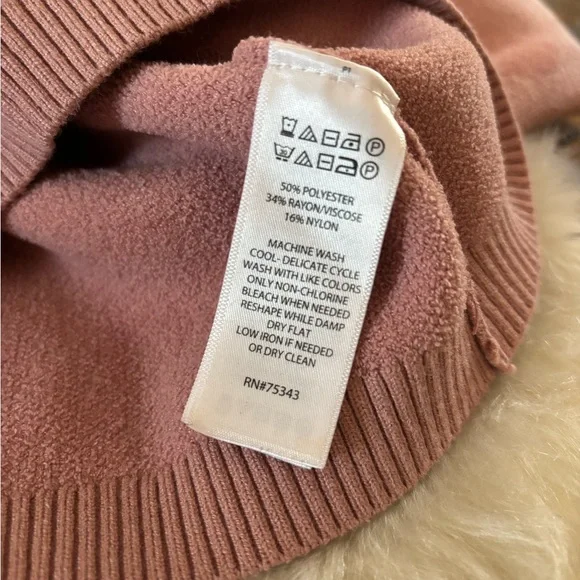 50% POLYESTER
34% RAYON/VISCOSE
16% NYLON
MACHINE WASH
COOL- DELICATE CYCLE
WASH WITH LIKE COLORS
ONLY NON-CHLORINE
BLEACH WHEN NEEDED
RESHAPE WHILE DAMP
DRY FLAT
LOW IRON IF NEEDED
OR DRY CLEAN
RN#75343